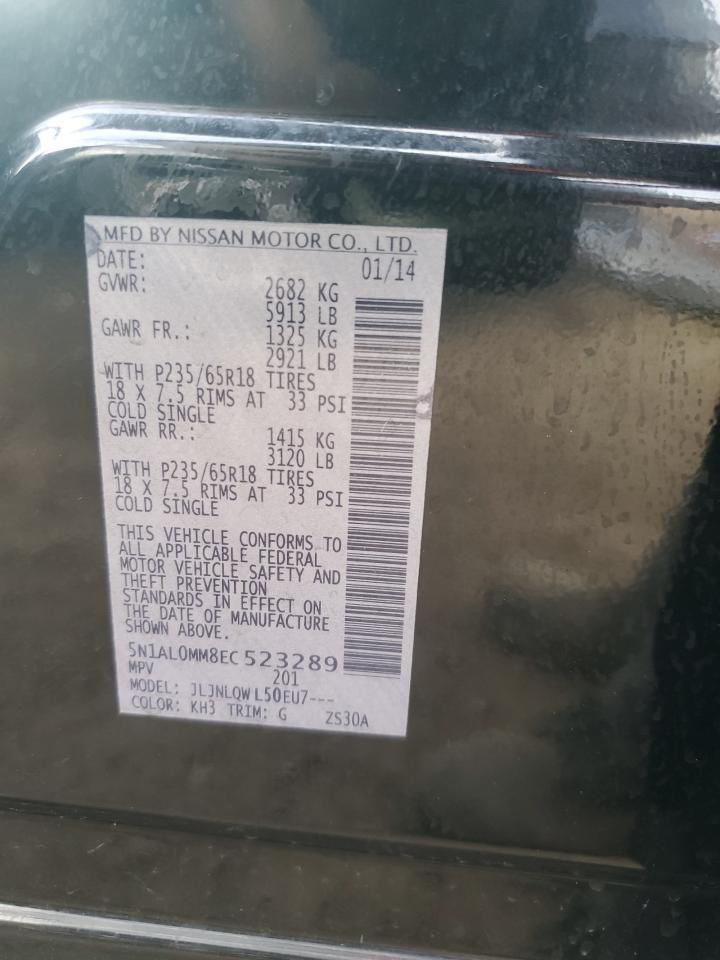 MFD BY NISSAN MOTOR CO., LTD.
DATE: 01/14
GVWR: 2682 KG
5913 LB
GAWR FR.: 1325 KG
2921 LB
WITH P235/65R18 TIRES
18 X 7.5 RIMS AT 33 PSI
COLD SINGLE
GAWR RR.: 1415 KG
3120 LB
WITH P235/65R18 TIRES
18 X 7.5 RIMS AT 33 PSI
COLD SINGLE
THIS VEHICLE CONFORMS TO
ALL APPLICABLE FEDERAL
MOTOR VEHICLE SAFETY AND
THEFT PREVENTION
STANDARDS IN EFFECT ON
THE DATE OF MANUFACTURE
SHOWN ABOVE.
5N1AL0MM8EC 523289
MPV 201
MODEL: JLJNLQW L50EU7---
COLOR: KH3 TRIM: G ZS30A